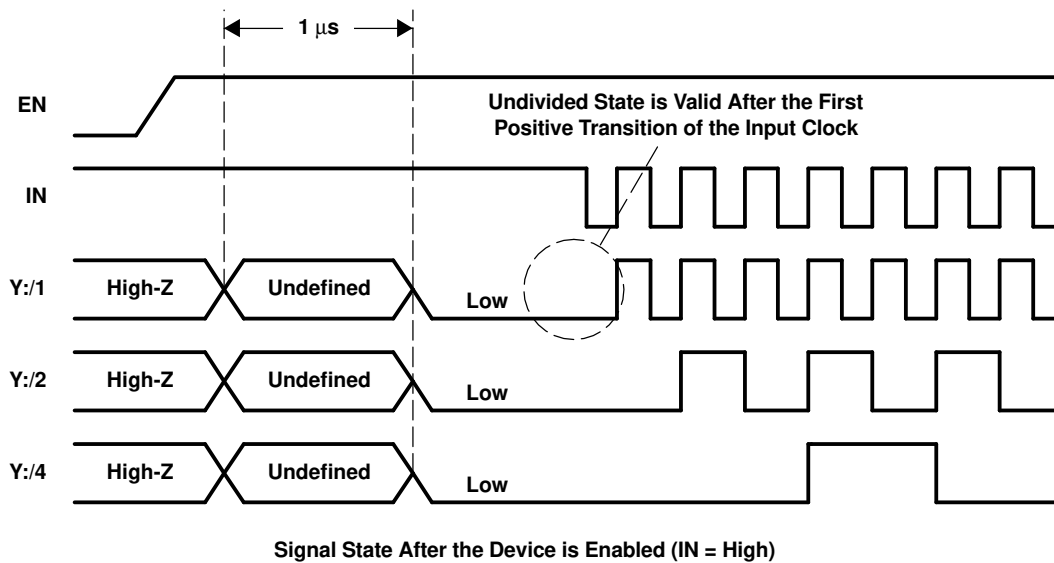 1 μs
EN
Undivided State is Valid After the First
Positive Transition of the Input Clock
IN
Y:/1
High-Z
Undefined
Low
Y:/2
High-Z
Undefined
Low
Y:/4
High-Z
Undefined
Low
Signal State After the Device is Enabled (IN = High)